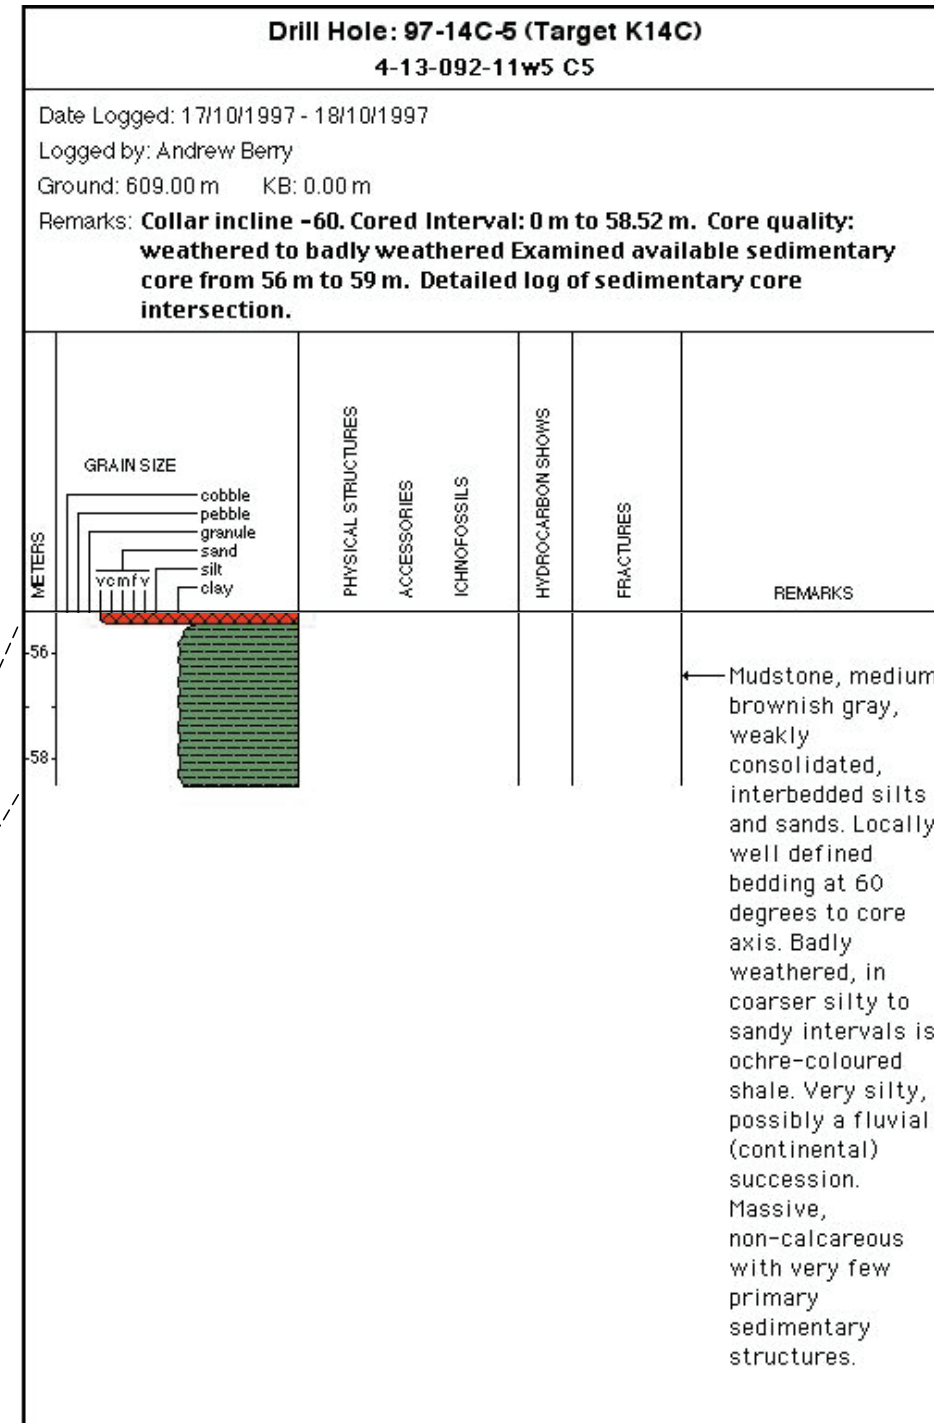 Drill Hole: 97-14C-5 (Target K14C)
4-13-092-11w5 C5
Date Logged: 17/10/1997 - 18/10/1997
Logged by: Andrew Berry
Ground: 609.00 m KB: 0.00 m
Remarks: Collar incline -60. Cored Interval: 0 m to 58.52 m. Core quality:
weathered to badly weathered Examined available sedimentary
core from 56 m to 59 m. Detailed log of sedimentary core
intersection.
METERS
GRAIN SIZE
cobble
pebble
granule
sand
silt
clay
vcmfv
PHYSICAL STRUCTURES
ACCESSORIES
ICHNOFOSSILS
HYDROCARBON SHOWS
FRACTURES
REMARKS
56
58
Mudstone, medium
brownish gray,
weakly
consolidated,
interbedded silts
and sands. Locally
well defined
bedding at 60
degrees to core
axis. Badly
weathered, in
coarser silty to
sandy intervals is
ochre-coloured
shale. Very silty,
possibly a fluvial
(continental)
succession.
Massive,
non-calcareous
with very few
primary
sedimentary
structures.